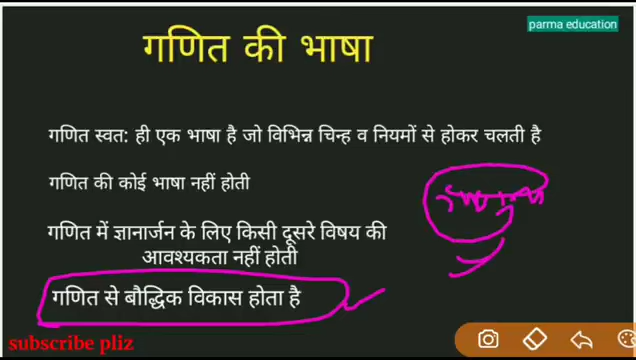 parma education
गणित की भाषा
गणित स्वत: ही एक भाषा है जो विभिन्न चिन्ह व नियमों से होकर चलती है
गणित की कोई भाषा नहीं होती
गणित में ज्ञानार्जन के लिए किसी दूसरे विषय की
आवश्यकता नहीं होती
गणित से बौद्धिक विकास होता है
subscribe pliz